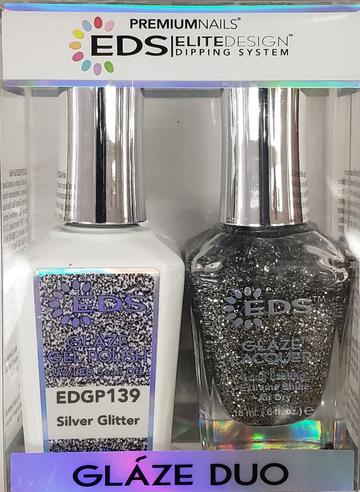 PREMIUMNAILS®
EDS ELITEDESIGN™
DIPPING SYSTEM
EDS
GLAZE
GEL POLISH
EDGP139
Silver Glitter
EDS
GLAZE
LACQUER
Extreme Shine
Air Dry
GLÁZE DUO